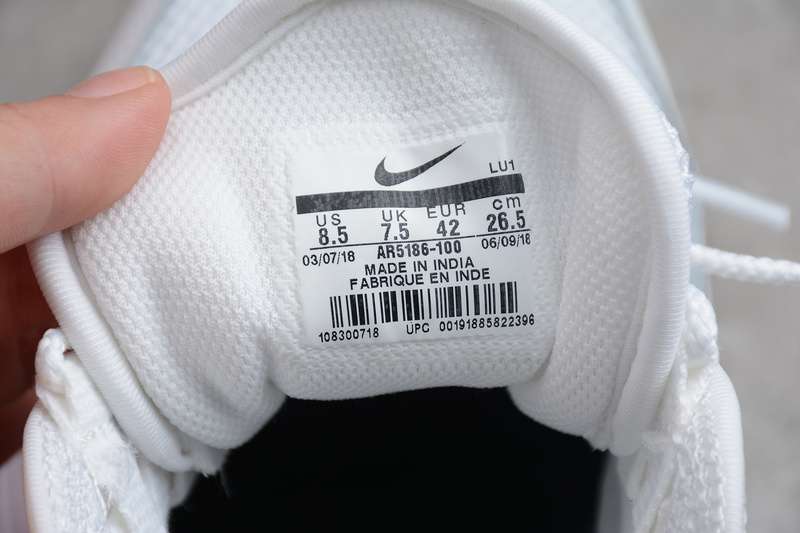 LU1
US UK EUR cm
8.5 7.5 42 26.5
03/07/18 AR5186-100 06/09/18
MADE IN INDIA
FABRIQUE EN INDE
108300718 UPC 00191885822396